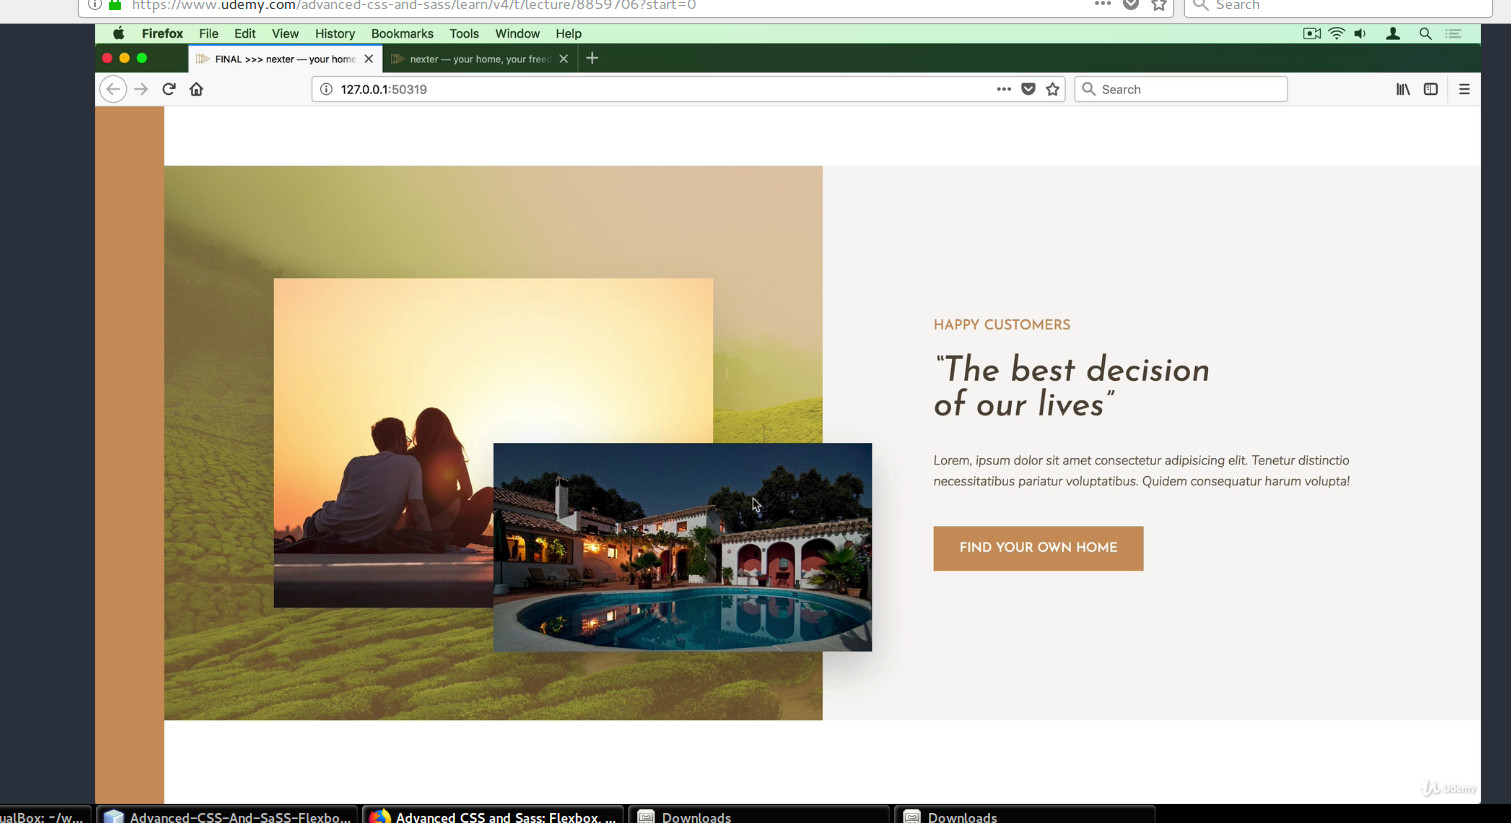 https://www.udemy.com/advanced-css-and-sass/learn/v4/t/lecture/8859706?start=0
Search
Firefox File Edit View History Bookmarks Tools Window Help
FINAL >>> nexter — your home
nexter — your home, your freed
127.0.0.1:50319
Search
HAPPY CUSTOMERS
“The best decision
of our lives”
Lorem, ipsum dolor sit amet consectetur adipisicing elit. Tenetur distinctio
necessitatibus pariatur voluptatibus. Quidem consequatur harum volupta!
FIND YOUR OWN HOME
Udemy
ualBox: ~/w...
Advanced-CSS-And-SaSS-Flexbo...
Advanced CSS and Sass: Flexbox, ...
Downloads
Downloads